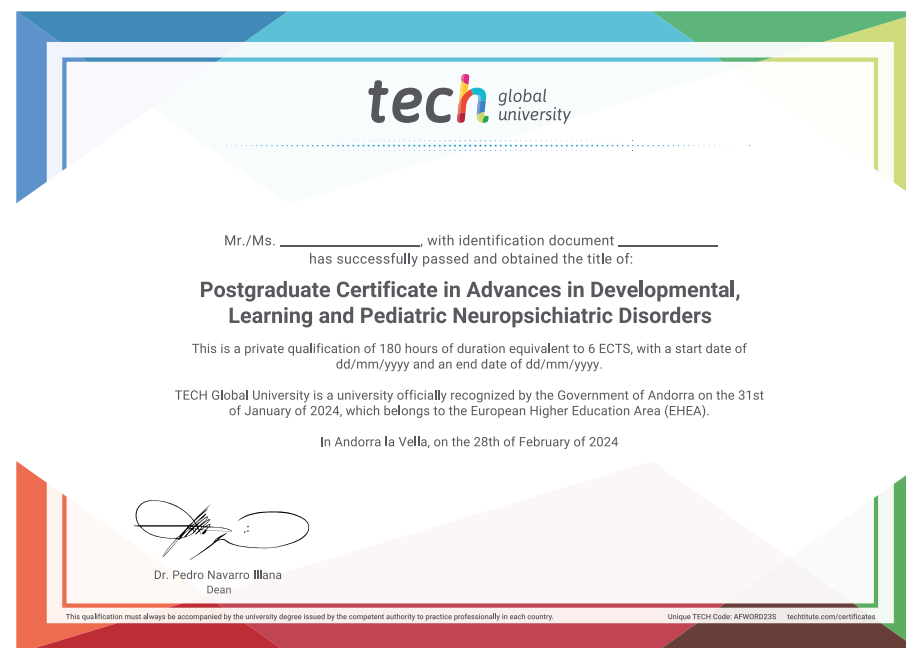 tech global
university
Mr./Ms. ____________, with identification document ____________
has successfully passed and obtained the title of:
Postgraduate Certificate in Advances in Developmental,
Learning and Pediatric Neuropsichiatric Disorders
This is a private qualification of 180 hours of duration equivalent to 6 ECTS, with a start date of
dd/mm/yyyy and an end date of dd/mm/yyyy.
TECH Global University is a university officially recognized by the Government of Andorra on the 31st
of January of 2024, which belongs to the European Higher Education Area (EHEA).
In Andorra la Vella, on the 28th of February of 2024
Dr. Pedro Navarro Illana
Dean
This qualification must always be accompanied by the university degree issued by the competent authority to practice professionally in each country.
Unique TECH Code: AFWORD23S techtitute.com/certificates